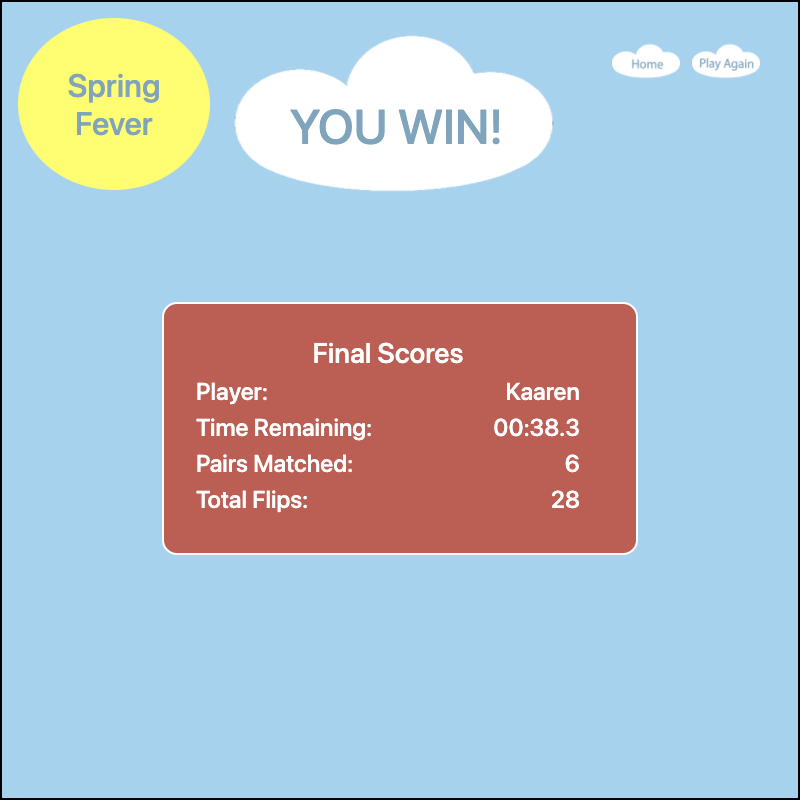 Spring
Fever
YOU WIN!
Home
Play Again
Final Scores
Player: Kaaren
Time Remaining: 00:38.3
Pairs Matched: 6
Total Flips: 28